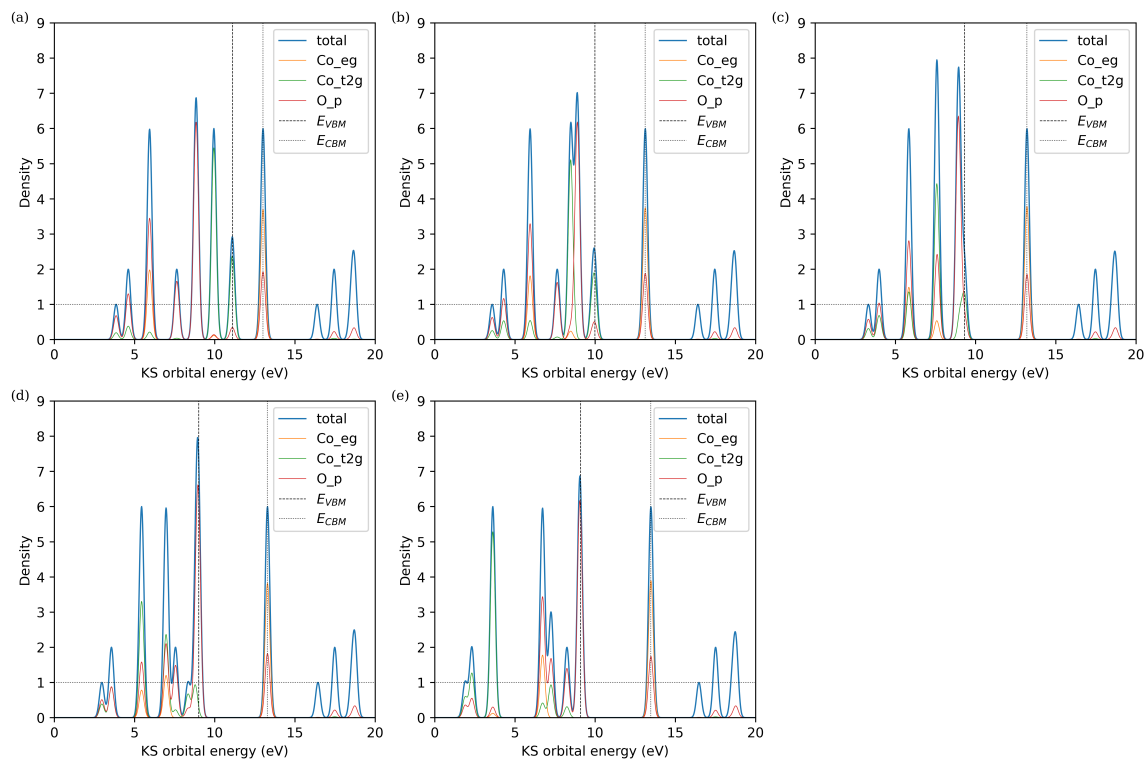 (a)
9
8
7
6
5
4
3
2
1
0
Density
0 5 10 15 20
KS orbital energy (eV)
total
Co_eg
Co_t2g
O_p
E_VBM
E_CBM
(b)
9
8
7
6
5
4
3
2
1
0
Density
0 5 10 15 20
KS orbital energy (eV)
total
Co_eg
Co_t2g
O_p
E_VBM
E_CBM
(c)
9
8
7
6
5
4
3
2
1
0
Density
0 5 10 15 20
KS orbital energy (eV)
total
Co_eg
Co_t2g
O_p
E_VBM
E_CBM
(d)
9
8
7
6
5
4
3
2
1
0
Density
0 5 10 15 20
KS orbital energy (eV)
total
Co_eg
Co_t2g
O_p
E_VBM
E_CBM
(e)
9
8
7
6
5
4
3
2
1
0
Density
0 5 10 15 20
KS orbital energy (eV)
total
Co_eg
Co_t2g
O_p
E_VBM
E_CBM